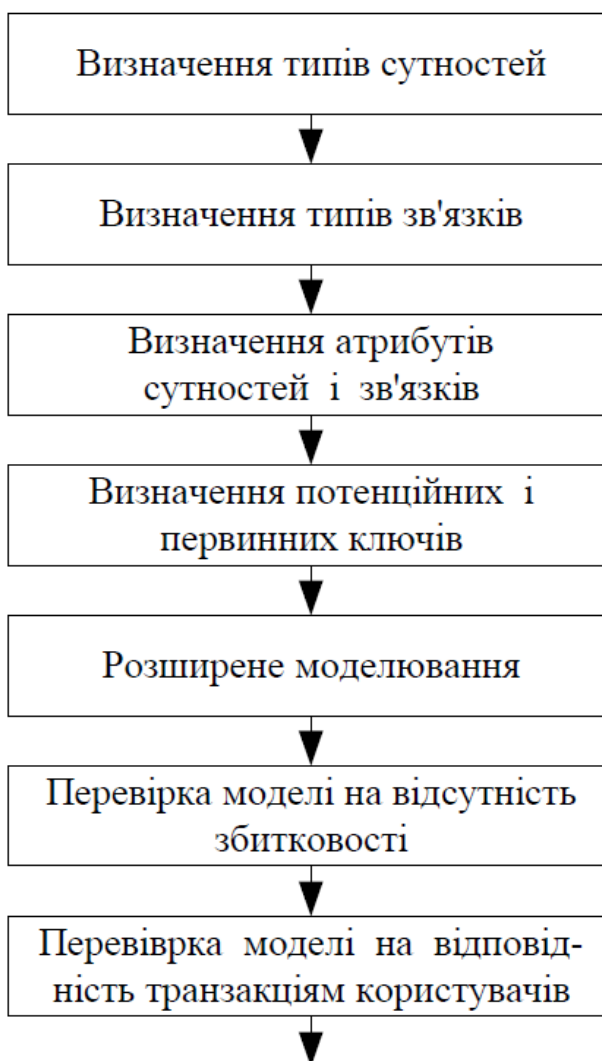 Визначення типів сутностей
Визначення типів зв'язків
Визначення атрибутів
сутностей і зв'язків
Визначення потенційних і
первинних ключів
Розширене моделювання
Перевірка моделі на відсутність
збитковості
Перевіврка моделі на відповід-
ність транзакціям користувачів